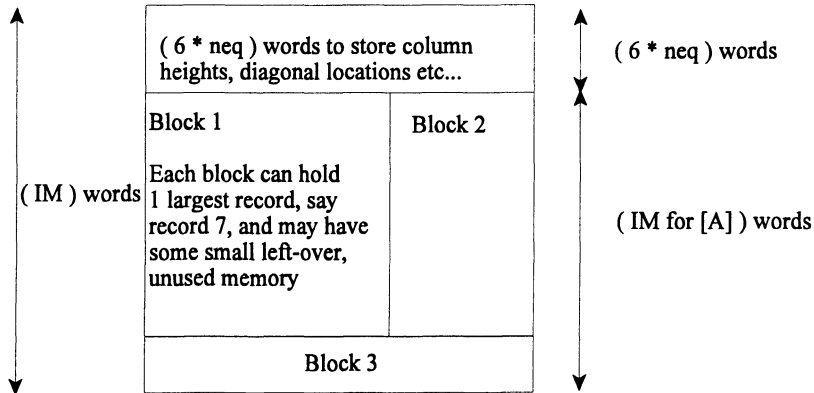 ( 6 * neq ) words to store column
heights, diagonal locations etc...
( 6 * neq ) words
Block 1
Block 2
Each block can hold
1 largest record, say
record 7, and may have
some small left-over,
unused memory
( IM ) words
( IM for [A] ) words
Block 3